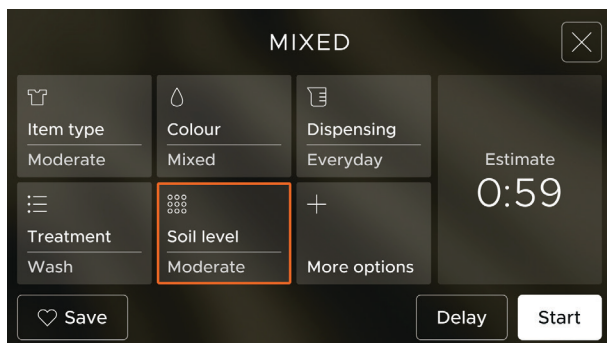 MIXED
Item type
Moderate
Colour
Mixed
Dispensing
Everyday
Estimate
0:59
Treatment
Wash
Soil level
Moderate
More options
Save
Delay
Start